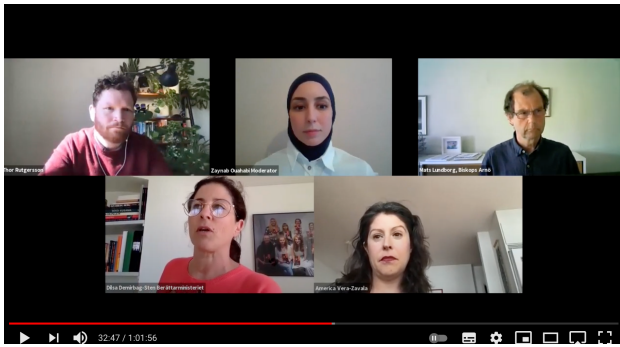 Thor Rutgersson
Zaynab Ouahabi Moderator
Mats Lundborg, Biskops Arnö
Dilsa Demirbag-Sten Berättarministeriet
America Vera-Zavala
32:47 / 1:01:56